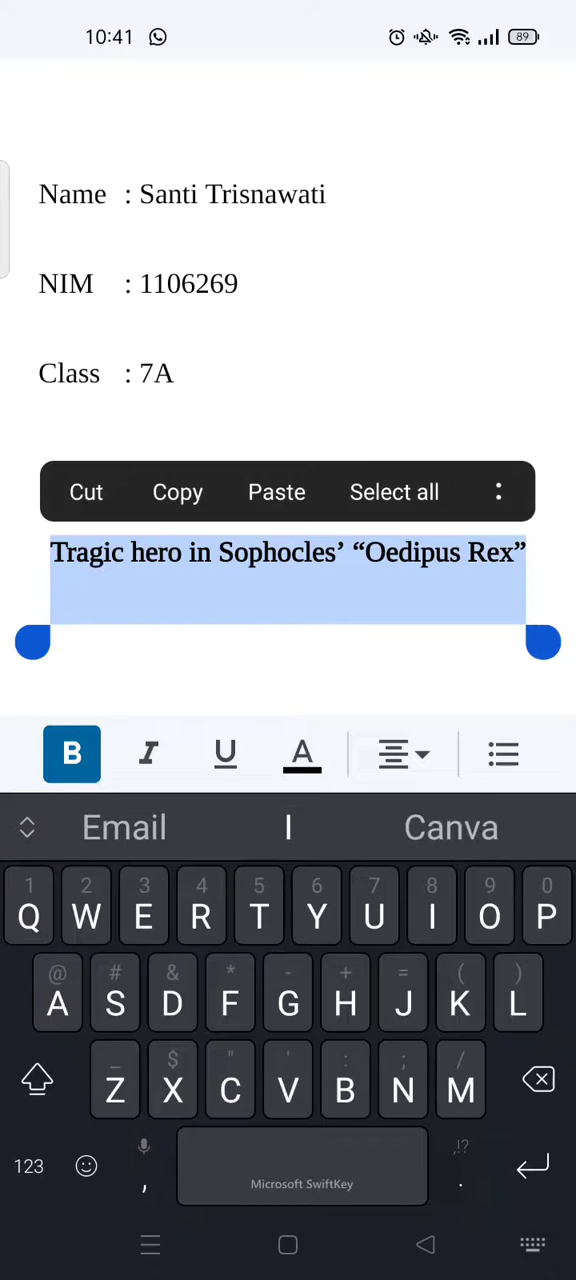 10:41 89
Name : Santi Trisnawati
NIM : 1106269
Class : 7A
Cut Copy Paste Select all
Tragic hero in Sophocles’ “Oedipus Rex”
B I U A
Email I Canva
1 2 3 4 5 6 7 8 9 0
Q W E R T Y U I O P
@ # & * - + = ( )
A S D F G H J K L
_ $ " ' : ; /
Z X C V B N M
123 , Microsoft SwiftKey ,!? .